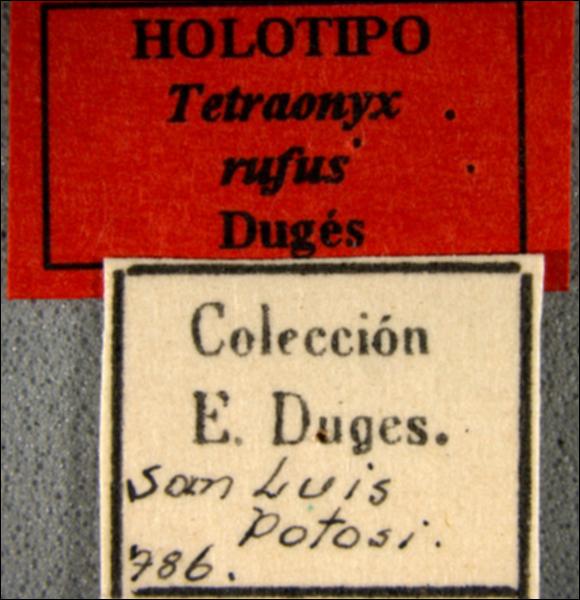 HOLOTIPO
Tetraonyx
rufus
Dugés
Colección
E. Duges.
San Luis
Potosi.
786.